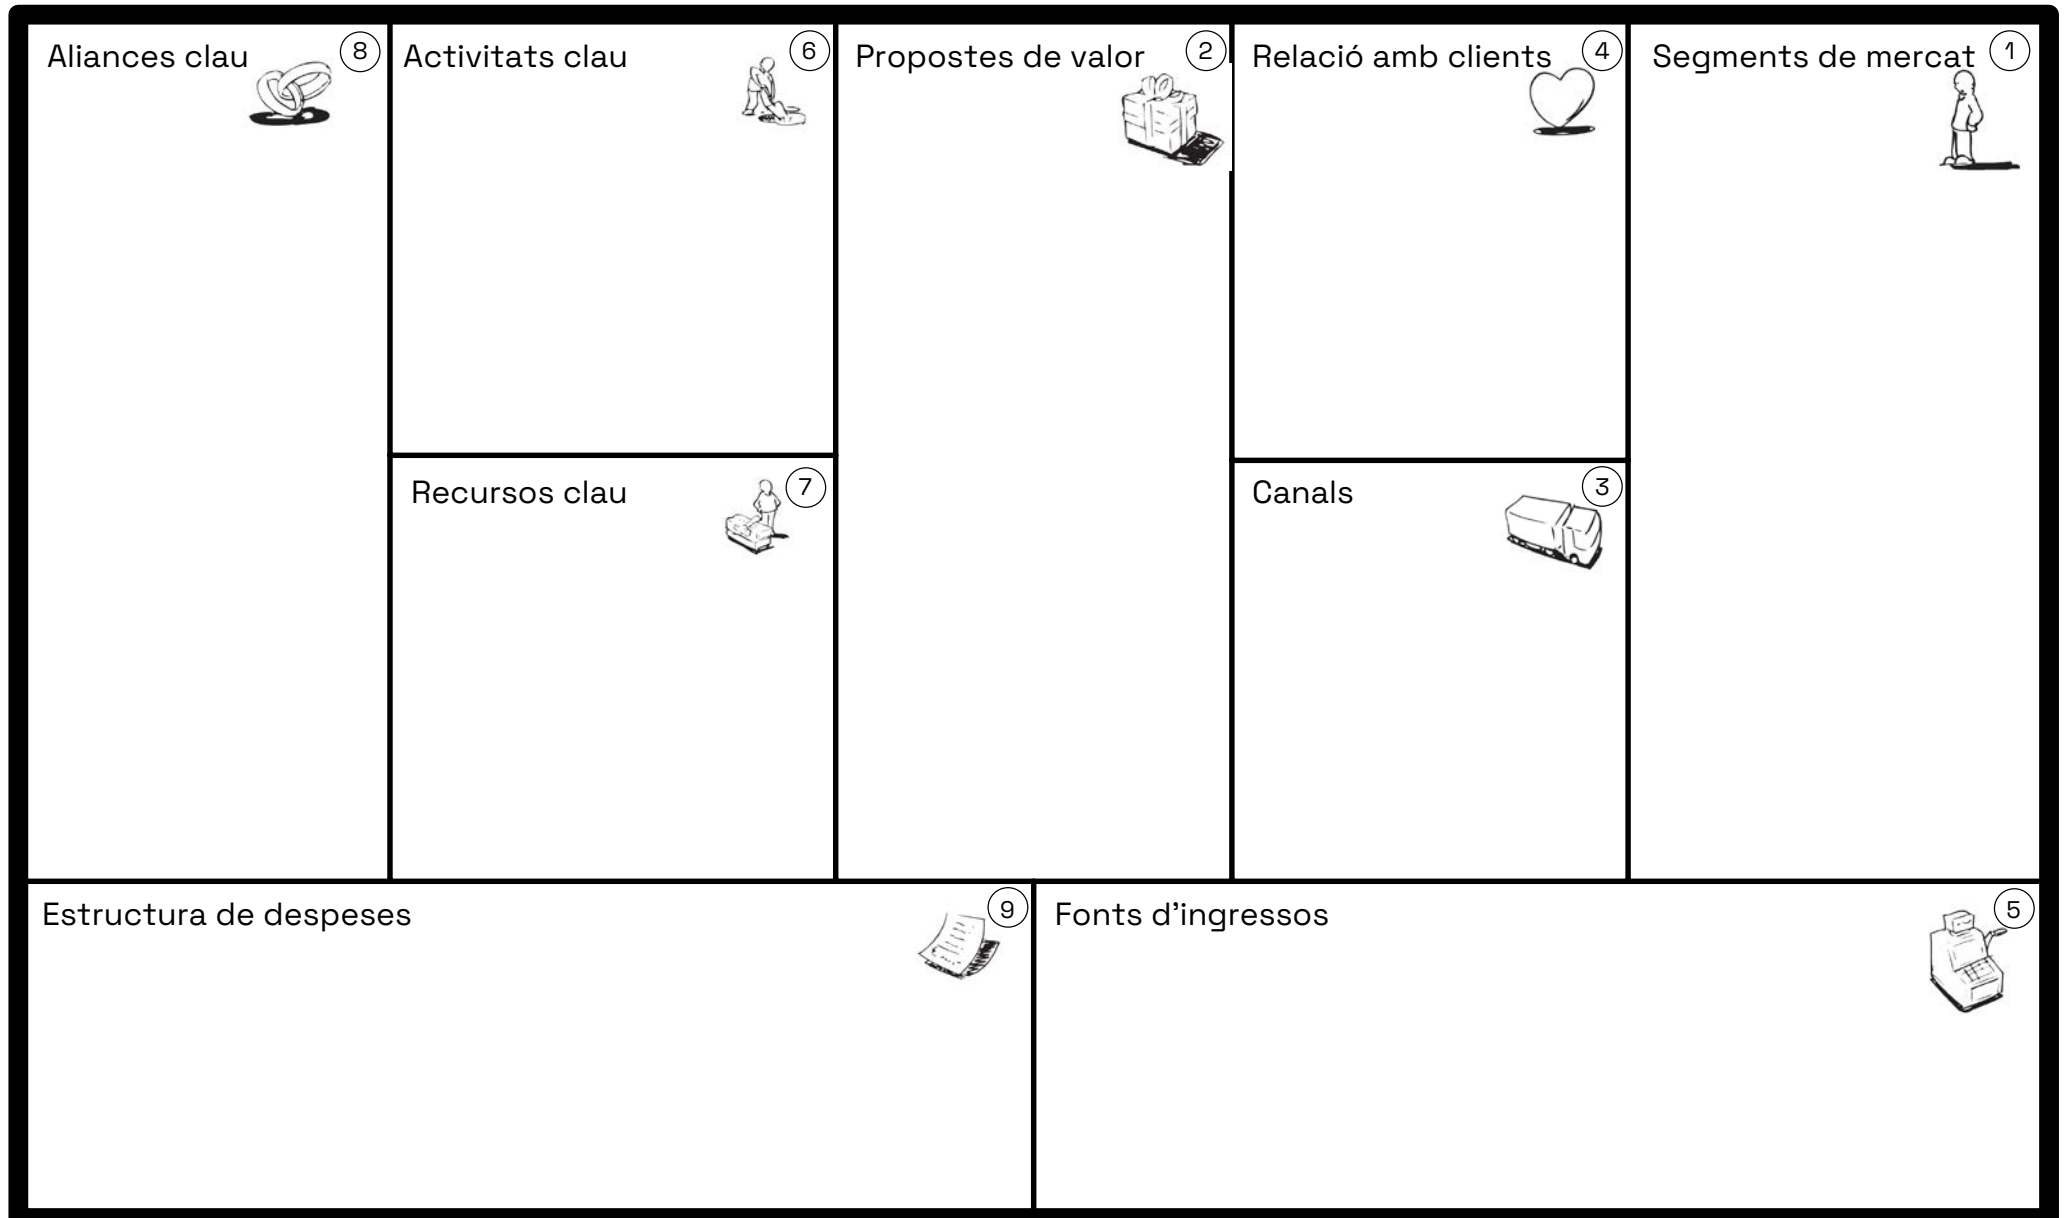 Aliances clau
8
Activitats clau
6
Propostes de valor
2
Relació amb clients
4
Segments de mercat
1
Recursos clau
7
Canals
3
Estructura de despeses
9
Fonts d'ingressos
5